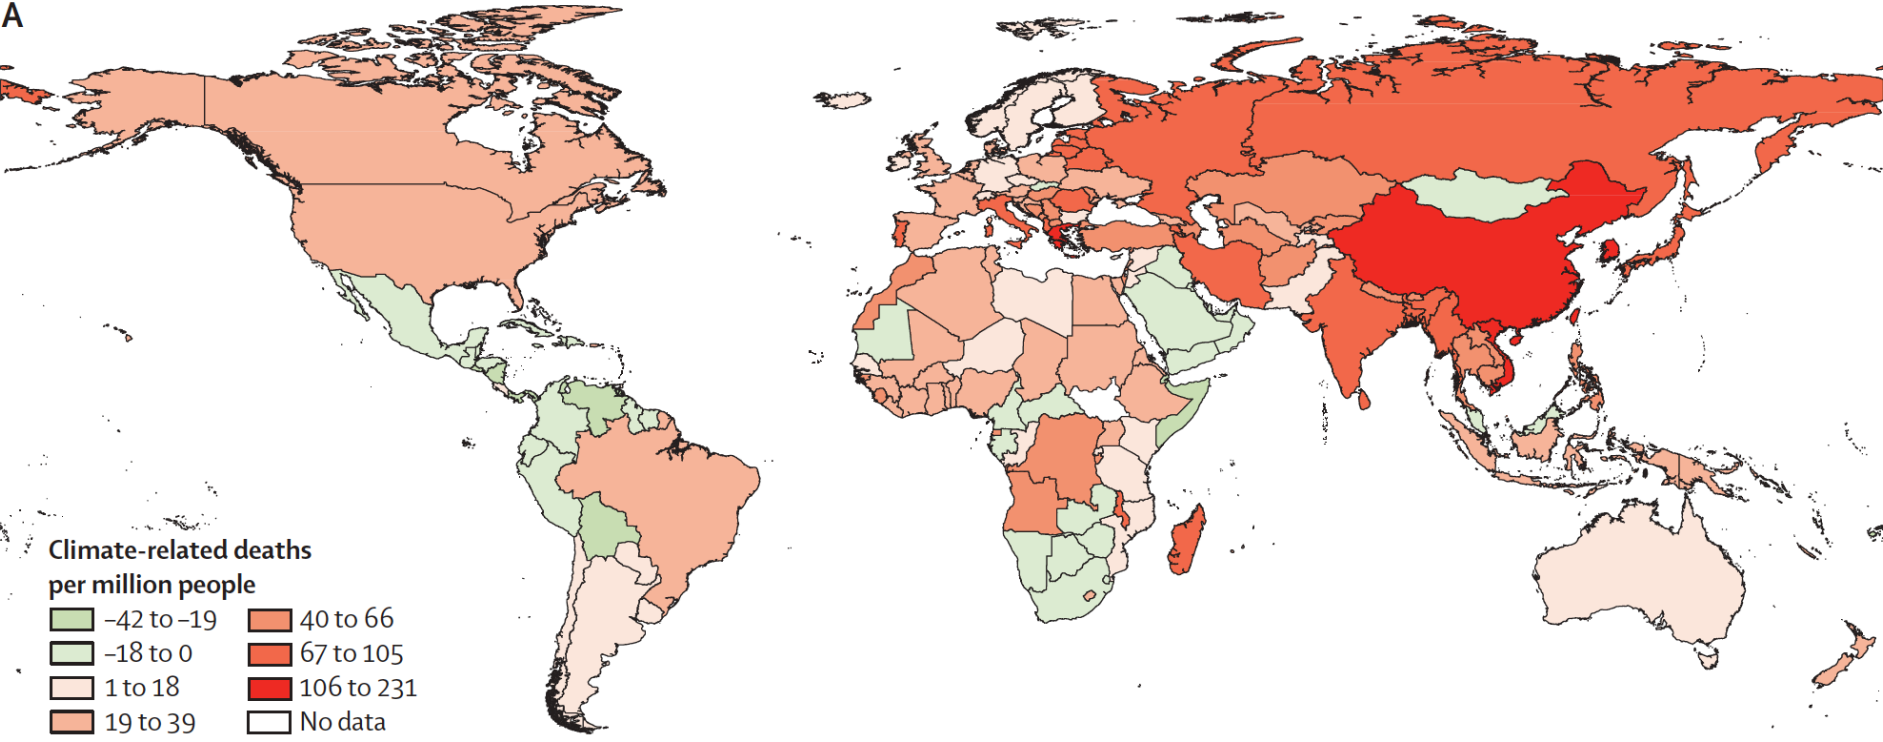 A
Climate-related deaths
per million people
–42 to –19
–18 to 0
1 to 18
19 to 39
40 to 66
67 to 105
106 to 231
No data